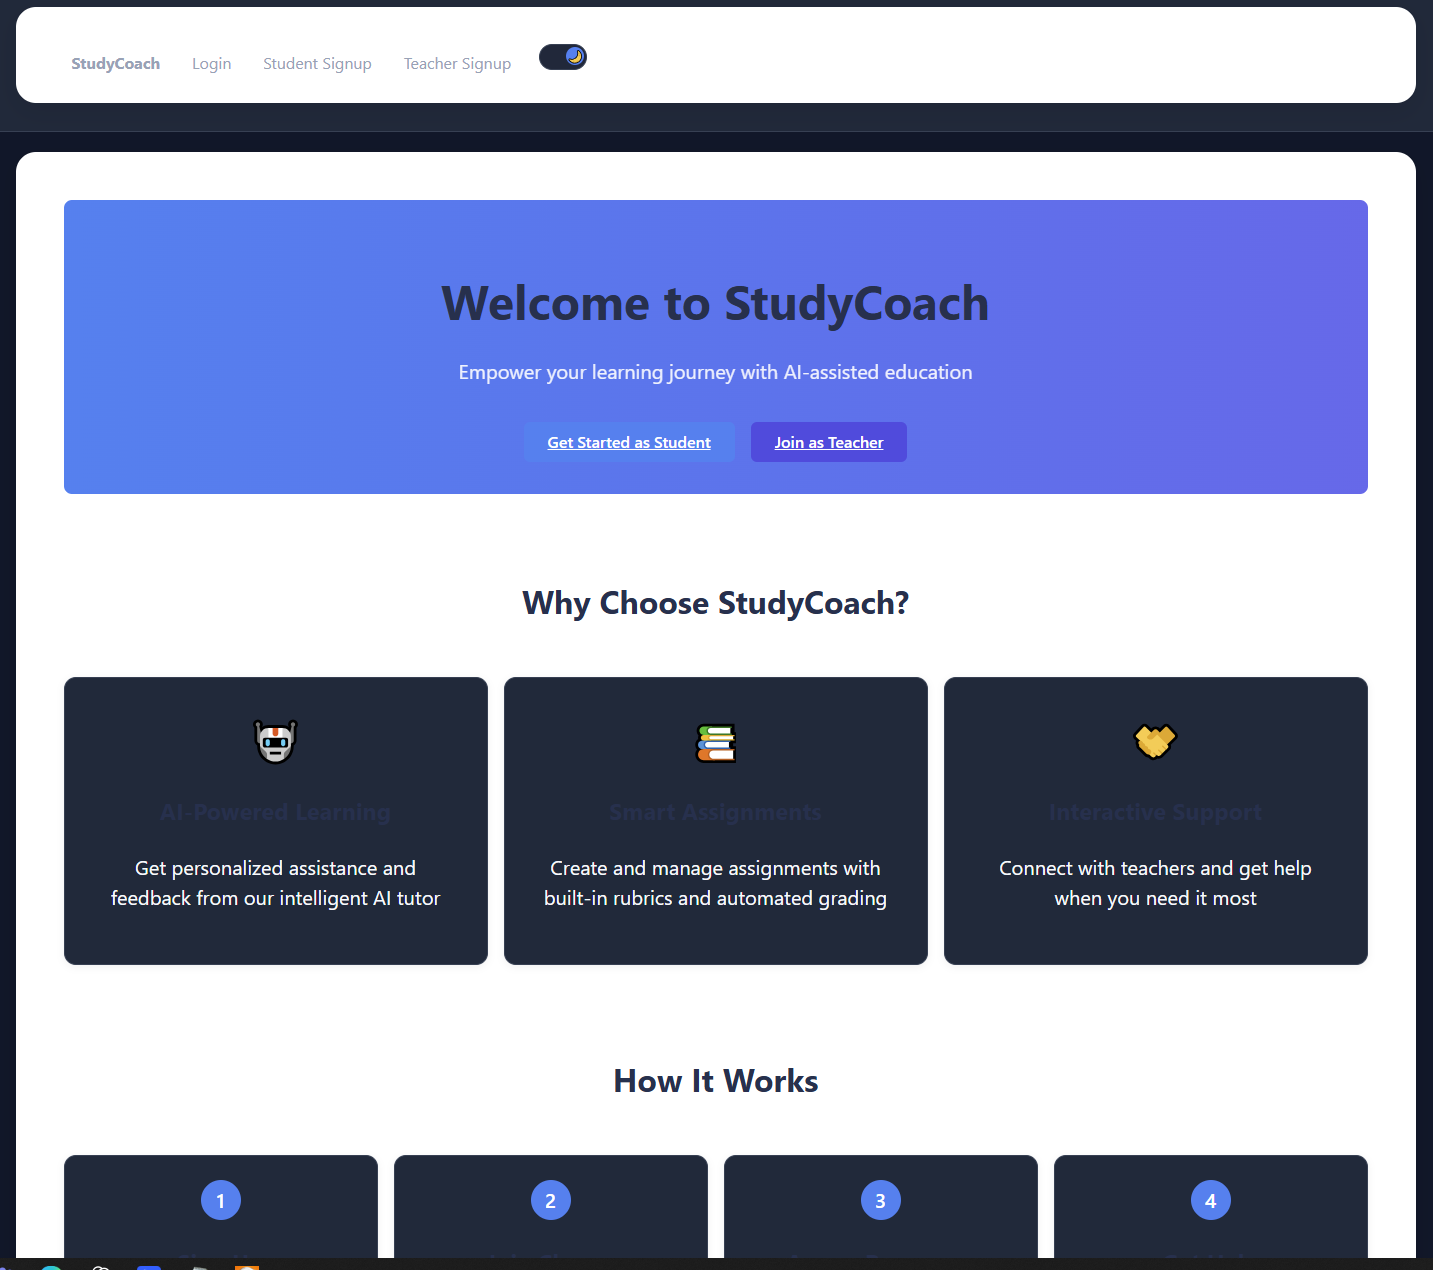 StudyCoach Login Student Signup Teacher Signup
Welcome to StudyCoach
Empower your learning journey with AI-assisted education
Get Started as Student Join as Teacher
Why Choose StudyCoach?
AI-Powered Learning
Get personalized assistance and
feedback from our intelligent AI tutor
Smart Assignments
Create and manage assignments with
built-in rubrics and automated grading
Interactive Support
Connect with teachers and get help
when you need it most
How It Works
1
2
3
4